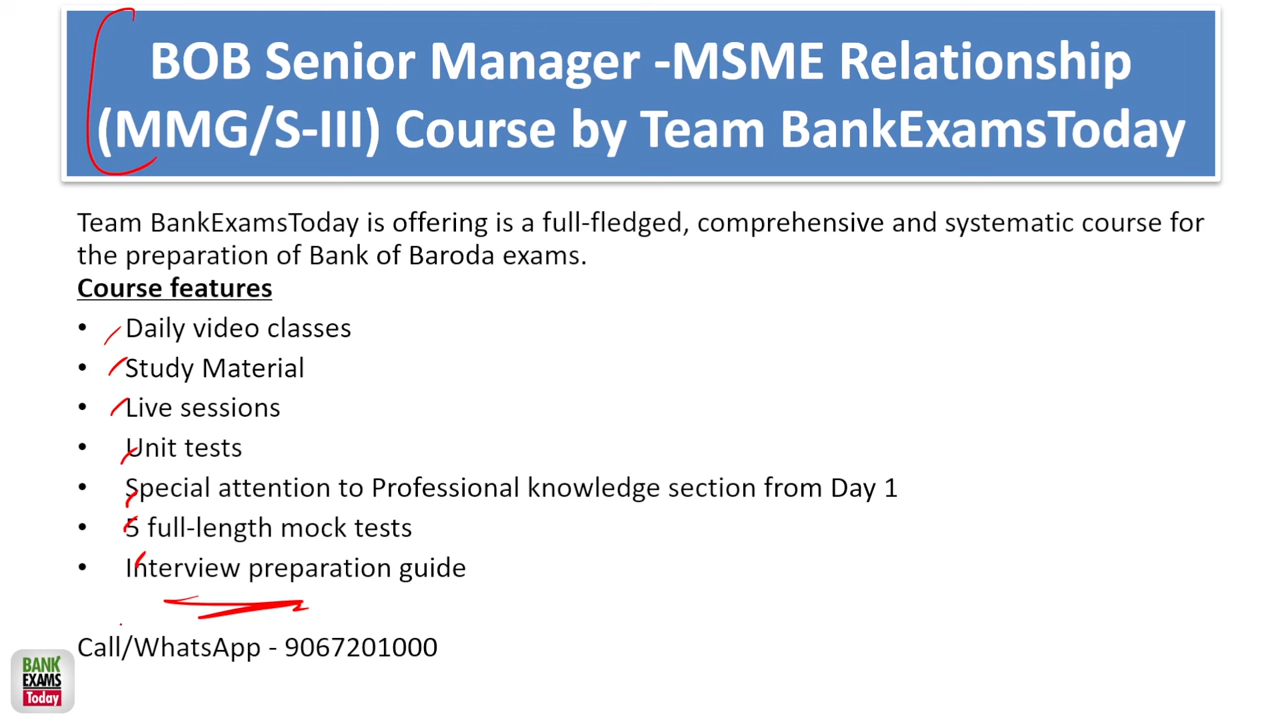 BOB Senior Manager -MSME Relationship
(MMG/S-III) Course by Team BankExamsToday
Team BankExamsToday is offering is a full-fledged, comprehensive and systematic course for
the preparation of Bank of Baroda exams.
Course features
• Daily video classes
• Study Material
• Live sessions
• Unit tests
• Special attention to Professional knowledge section from Day 1
• 5 full-length mock tests
• Interview preparation guide
Call/WhatsApp - 9067201000
BANK
EXAMS
Today